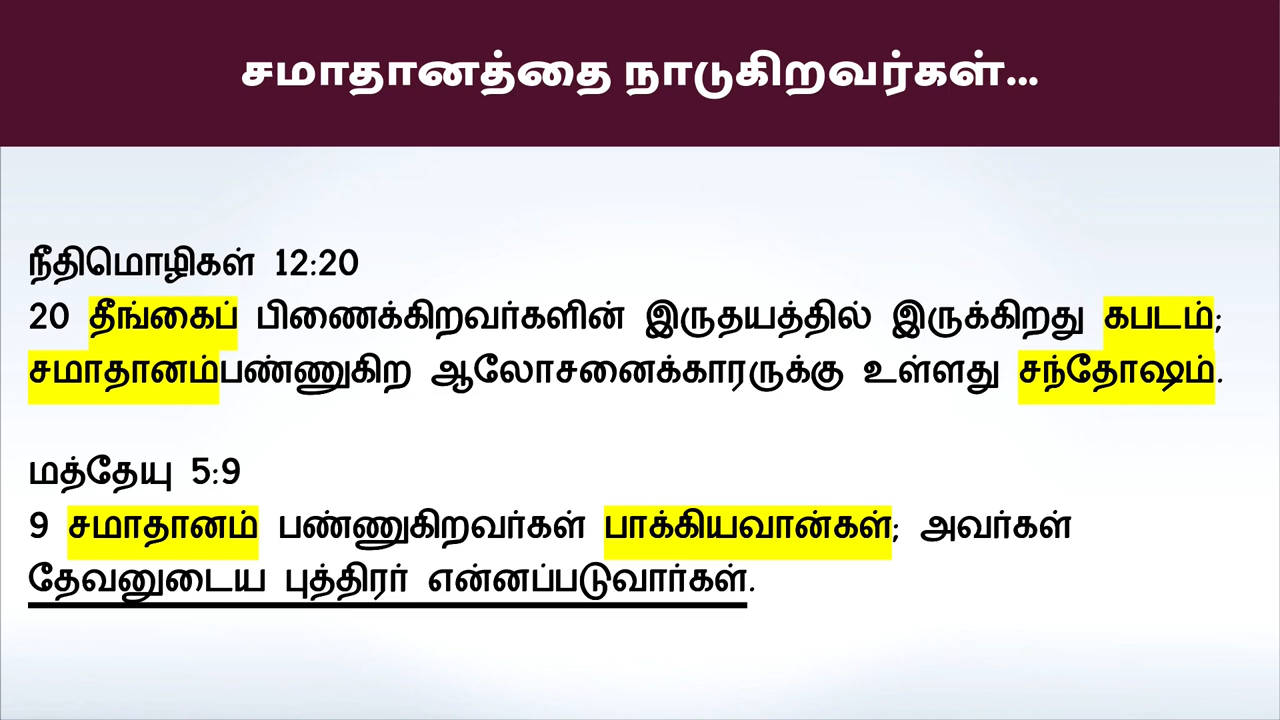 சமாதானத்தை நாடுகிறவர்கள்...
நீதிமொழிகள் 12:20
20 தீங்கைப் பிணைக்கிறவர்களின் இருதயத்தில் இருக்கிறது கபடம்;
சமாதானம்பண்ணுகிற ஆலோசனைக்காரருக்கு உள்ளது சந்தோஷம்.
மத்தேயு 5:9
9 சமாதானம் பண்ணுகிறவர்கள் பாக்கியவான்கள்; அவர்கள்
தேவனுடைய புத்திரர் என்னப்படுவார்கள்.